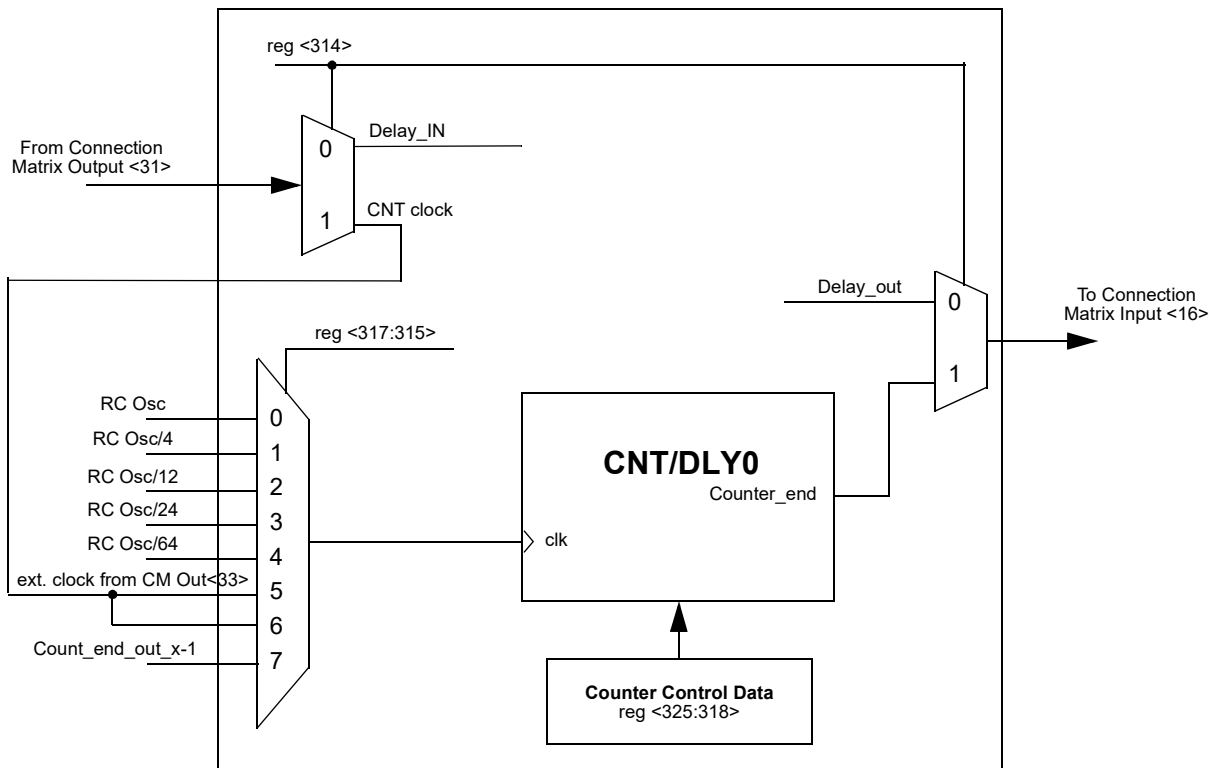 reg <314>
From Connection
Matrix Output <31>
0
1
Delay_IN
CNT clock
Delay_out
0
1
To Connection
Matrix Input <16>
reg <317:315>
RC Osc
RC Osc/4
RC Osc/12
RC Osc/24
RC Osc/64
ext. clock from CM Out<33>
Count_end_out_x-1
0
1
2
3
4
5
6
7
CNT/DLY0
Counter_end
clk
Counter Control Data
reg <325:318>